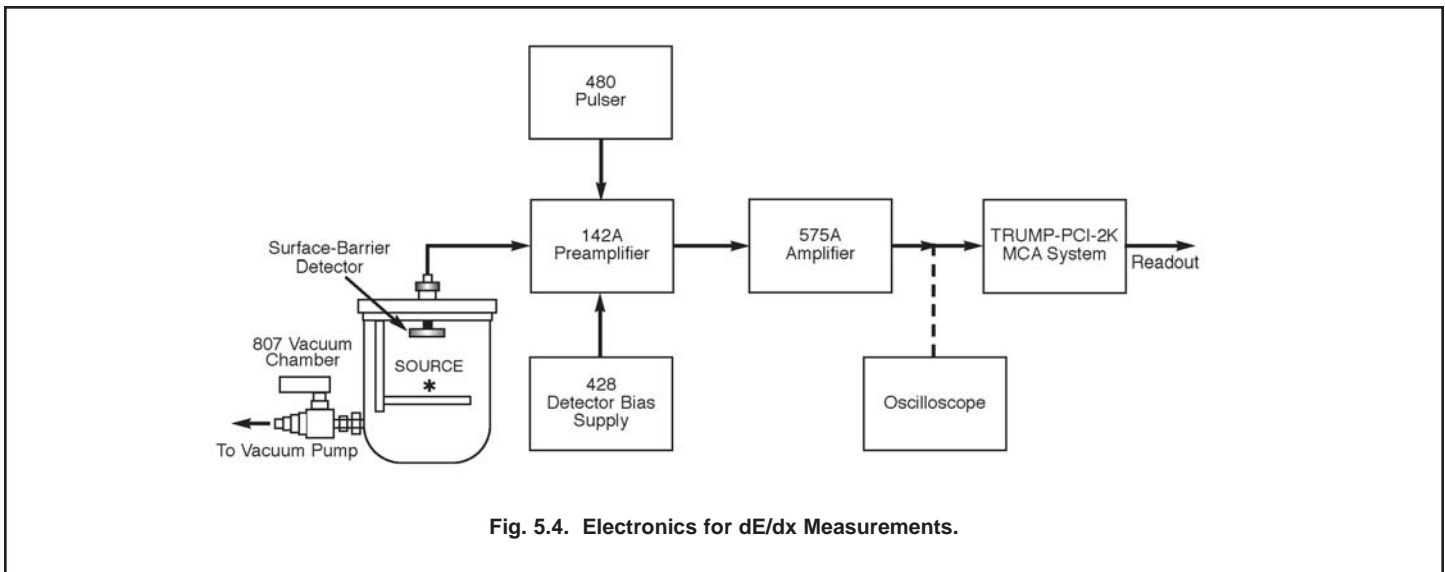 480
Pulser
142A
Preamplifier
575A
Amplifier
TRUMP-PCI-2K
MCA System
Readout
Surface-Barrier
Detector
807 Vacuum
Chamber
SOURCE
*
To Vacuum Pump
428
Detector Bias
Supply
Oscilloscope
Fig. 5.4. Electronics for dE/dx Measurements.